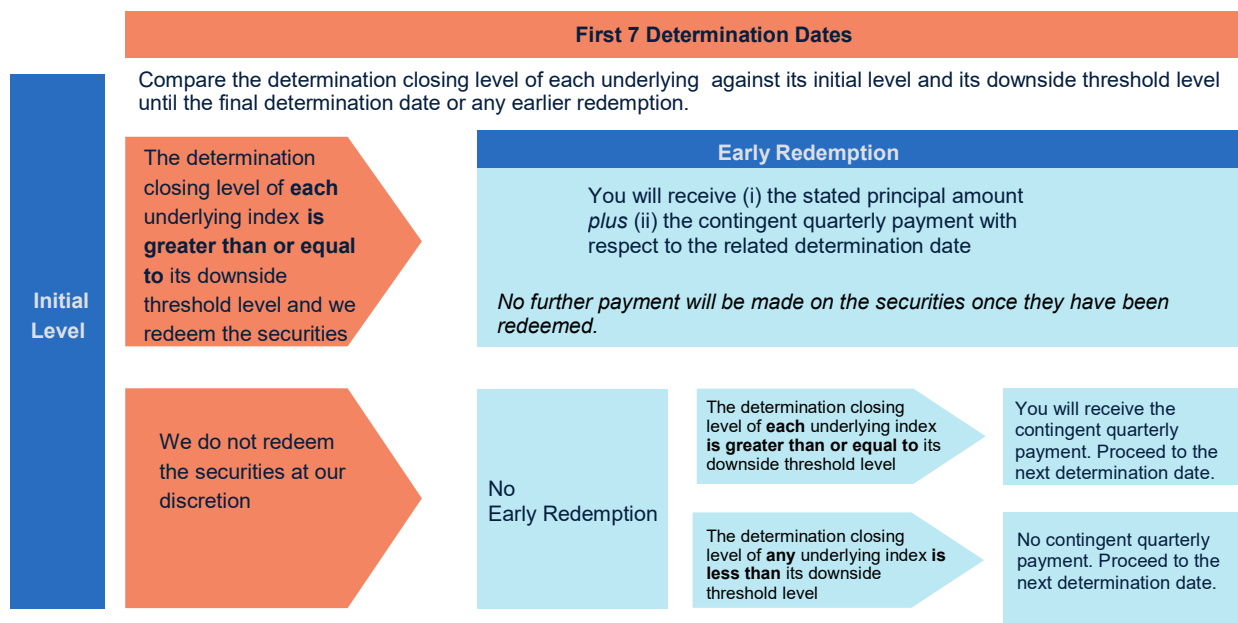 First 7 Determination Dates
Compare the determination closing level of each underlying against its initial level and its downside threshold level
until the final determination date or any earlier redemption.
Initial
Level
The determination
closing level of each
underlying index is
greater than or equal
to its downside
threshold level and we
redeem the securities
Early Redemption
You will receive (i) the stated principal amount
plus (ii) the contingent quarterly payment with
respect to the related determination date
No further payment will be made on the securities once they have been
redeemed.
We do not redeem
the securities at our
discretion
No
Early Redemption
The determination closing
level of each underlying index
is greater than or equal to its
downside threshold level
You will receive the
contingent quarterly
payment. Proceed to the
next determination date.
The determination closing
level of any underlying index is
less than its downside
threshold level
No contingent quarterly
payment. Proceed to the
next determination date.